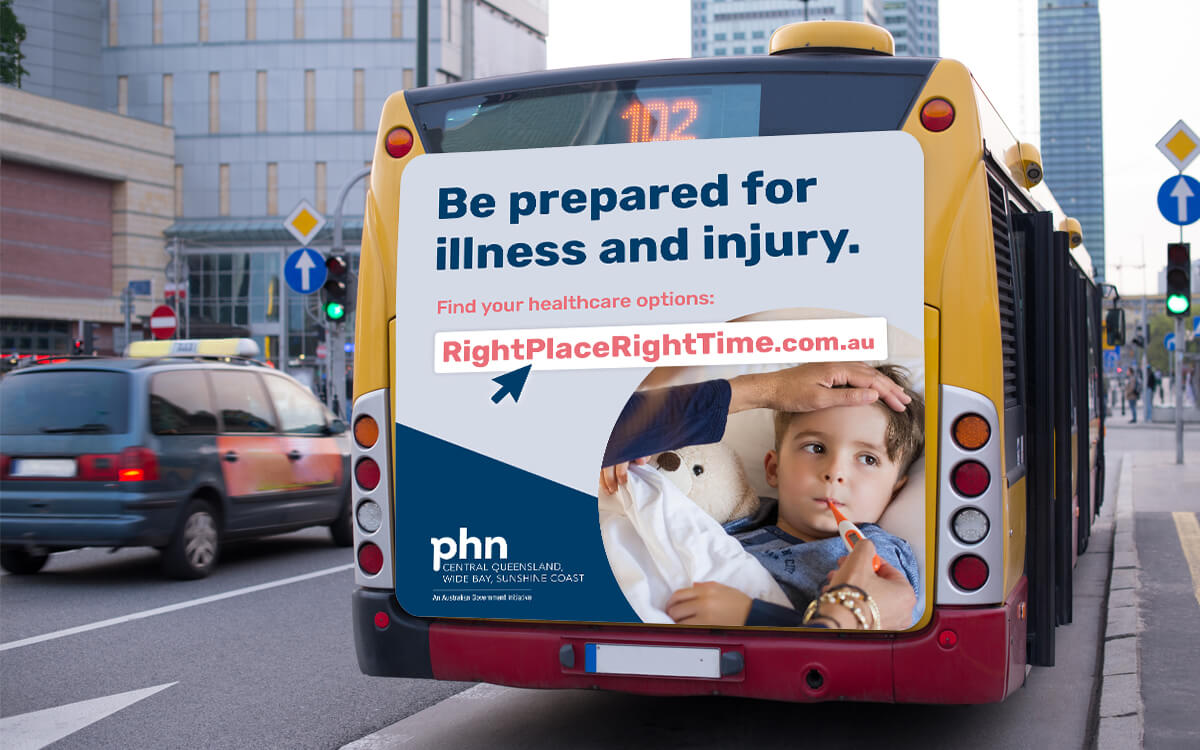 102
Be prepared for
illness and injury.
Find your healthcare options:
RightPlaceRightTime.com.au
phn
CENTRAL QUEENSLAND,
WIDE BAY, SUNSHINE COAST
An Australian Government Initiative